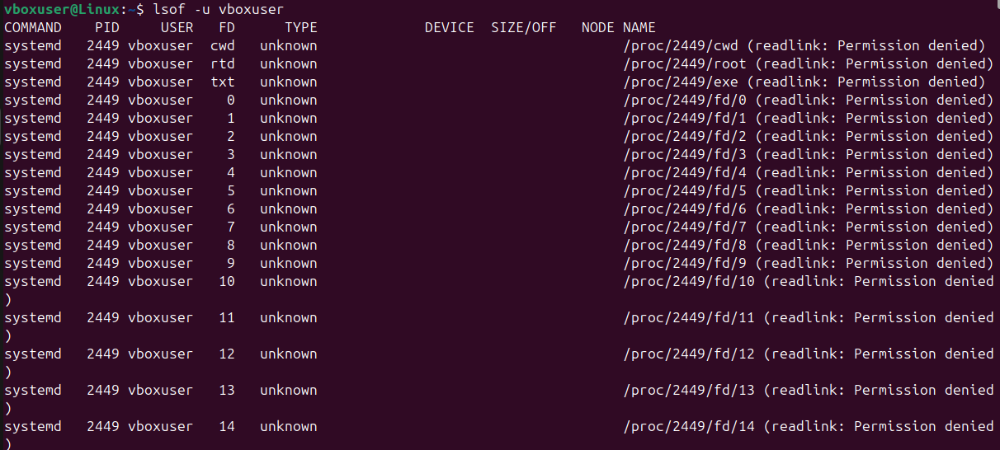 vboxuser@Linux:~$ lsof -u vboxuser
COMMAND    PID     USER   FD      TYPE             DEVICE  SIZE/OFF   NODE NAME
systemd   2449 vboxuser  cwd   unknown                                     /proc/2449/cwd (readlink: Permission denied)
systemd   2449 vboxuser  rtd   unknown                                     /proc/2449/root (readlink: Permission denied)
systemd   2449 vboxuser  txt   unknown                                     /proc/2449/exe (readlink: Permission denied)
systemd   2449 vboxuser    0   unknown                                     /proc/2449/fd/0 (readlink: Permission denied)
systemd   2449 vboxuser    1   unknown                                     /proc/2449/fd/1 (readlink: Permission denied)
systemd   2449 vboxuser    2   unknown                                     /proc/2449/fd/2 (readlink: Permission denied)
systemd   2449 vboxuser    3   unknown                                     /proc/2449/fd/3 (readlink: Permission denied)
systemd   2449 vboxuser    4   unknown                                     /proc/2449/fd/4 (readlink: Permission denied)
systemd   2449 vboxuser    5   unknown                                     /proc/2449/fd/5 (readlink: Permission denied)
systemd   2449 vboxuser    6   unknown                                     /proc/2449/fd/6 (readlink: Permission denied)
systemd   2449 vboxuser    7   unknown                                     /proc/2449/fd/7 (readlink: Permission denied)
systemd   2449 vboxuser    8   unknown                                     /proc/2449/fd/8 (readlink: Permission denied)
systemd   2449 vboxuser    9   unknown                                     /proc/2449/fd/9 (readlink: Permission denied)
systemd   2449 vboxuser   10   unknown                                     /proc/2449/fd/10 (readlink: Permission denied
)
systemd   2449 vboxuser   11   unknown                                     /proc/2449/fd/11 (readlink: Permission denied
)
systemd   2449 vboxuser   12   unknown                                     /proc/2449/fd/12 (readlink: Permission denied
)
systemd   2449 vboxuser   13   unknown                                     /proc/2449/fd/13 (readlink: Permission denied
)
systemd   2449 vboxuser   14   unknown                                     /proc/2449/fd/14 (readlink: Permission denied
)